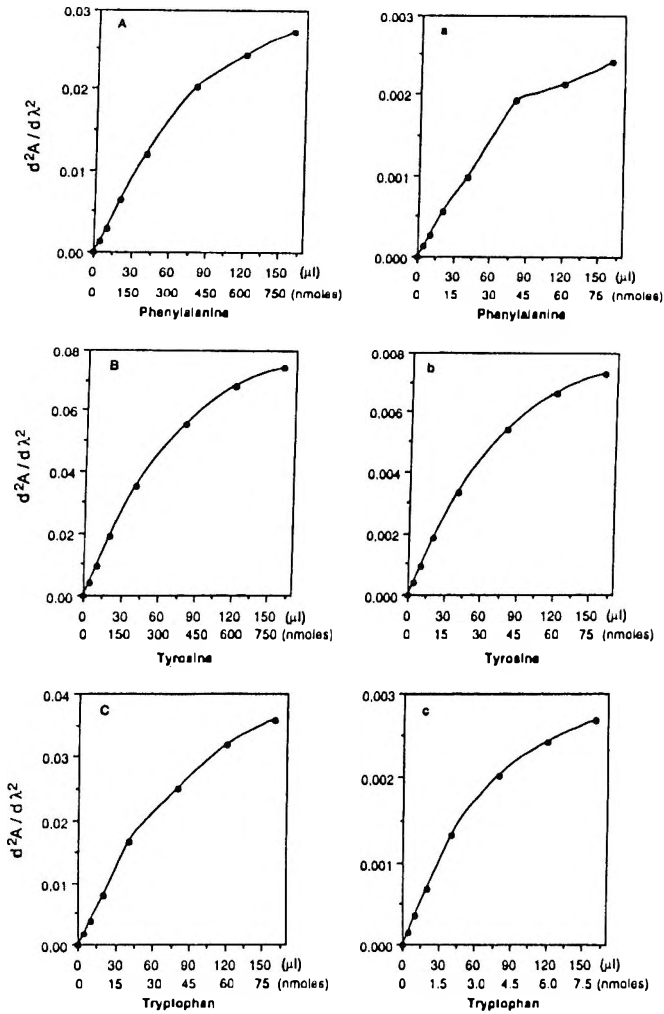 A
d²A / dλ²
0.03
0.02
0.01
0.00
0 30 60 90 120 150 (µl)
0 150 300 450 600 750 (nmoles)
Phenylalanine
a
0.003
0.002
0.001
0.000
0 30 60 90 120 150 (µl)
0 15 30 45 60 75 (nmoles)
Phenylalanine
B
d²A / dλ²
0.08
0.06
0.04
0.02
0.00
0 30 60 90 120 150 (µl)
0 150 300 450 600 750 (nmoles)
Tyrosine
b
0.008
0.006
0.004
0.002
0.000
0 30 60 90 120 150 (µl)
0 15 30 45 60 75 (nmoles)
Tyrosine
C
d²A / dλ²
0.04
0.03
0.02
0.01
0.00
0 30 60 90 120 150 (µl)
0 15 30 45 60 75 (nmoles)
Tryptophan
c
0.003
0.002
0.001
0.000
0 30 60 90 120 150 (µl)
0 1.5 3.0 4.5 6.0 7.5 (nmoles)
Tryptophan